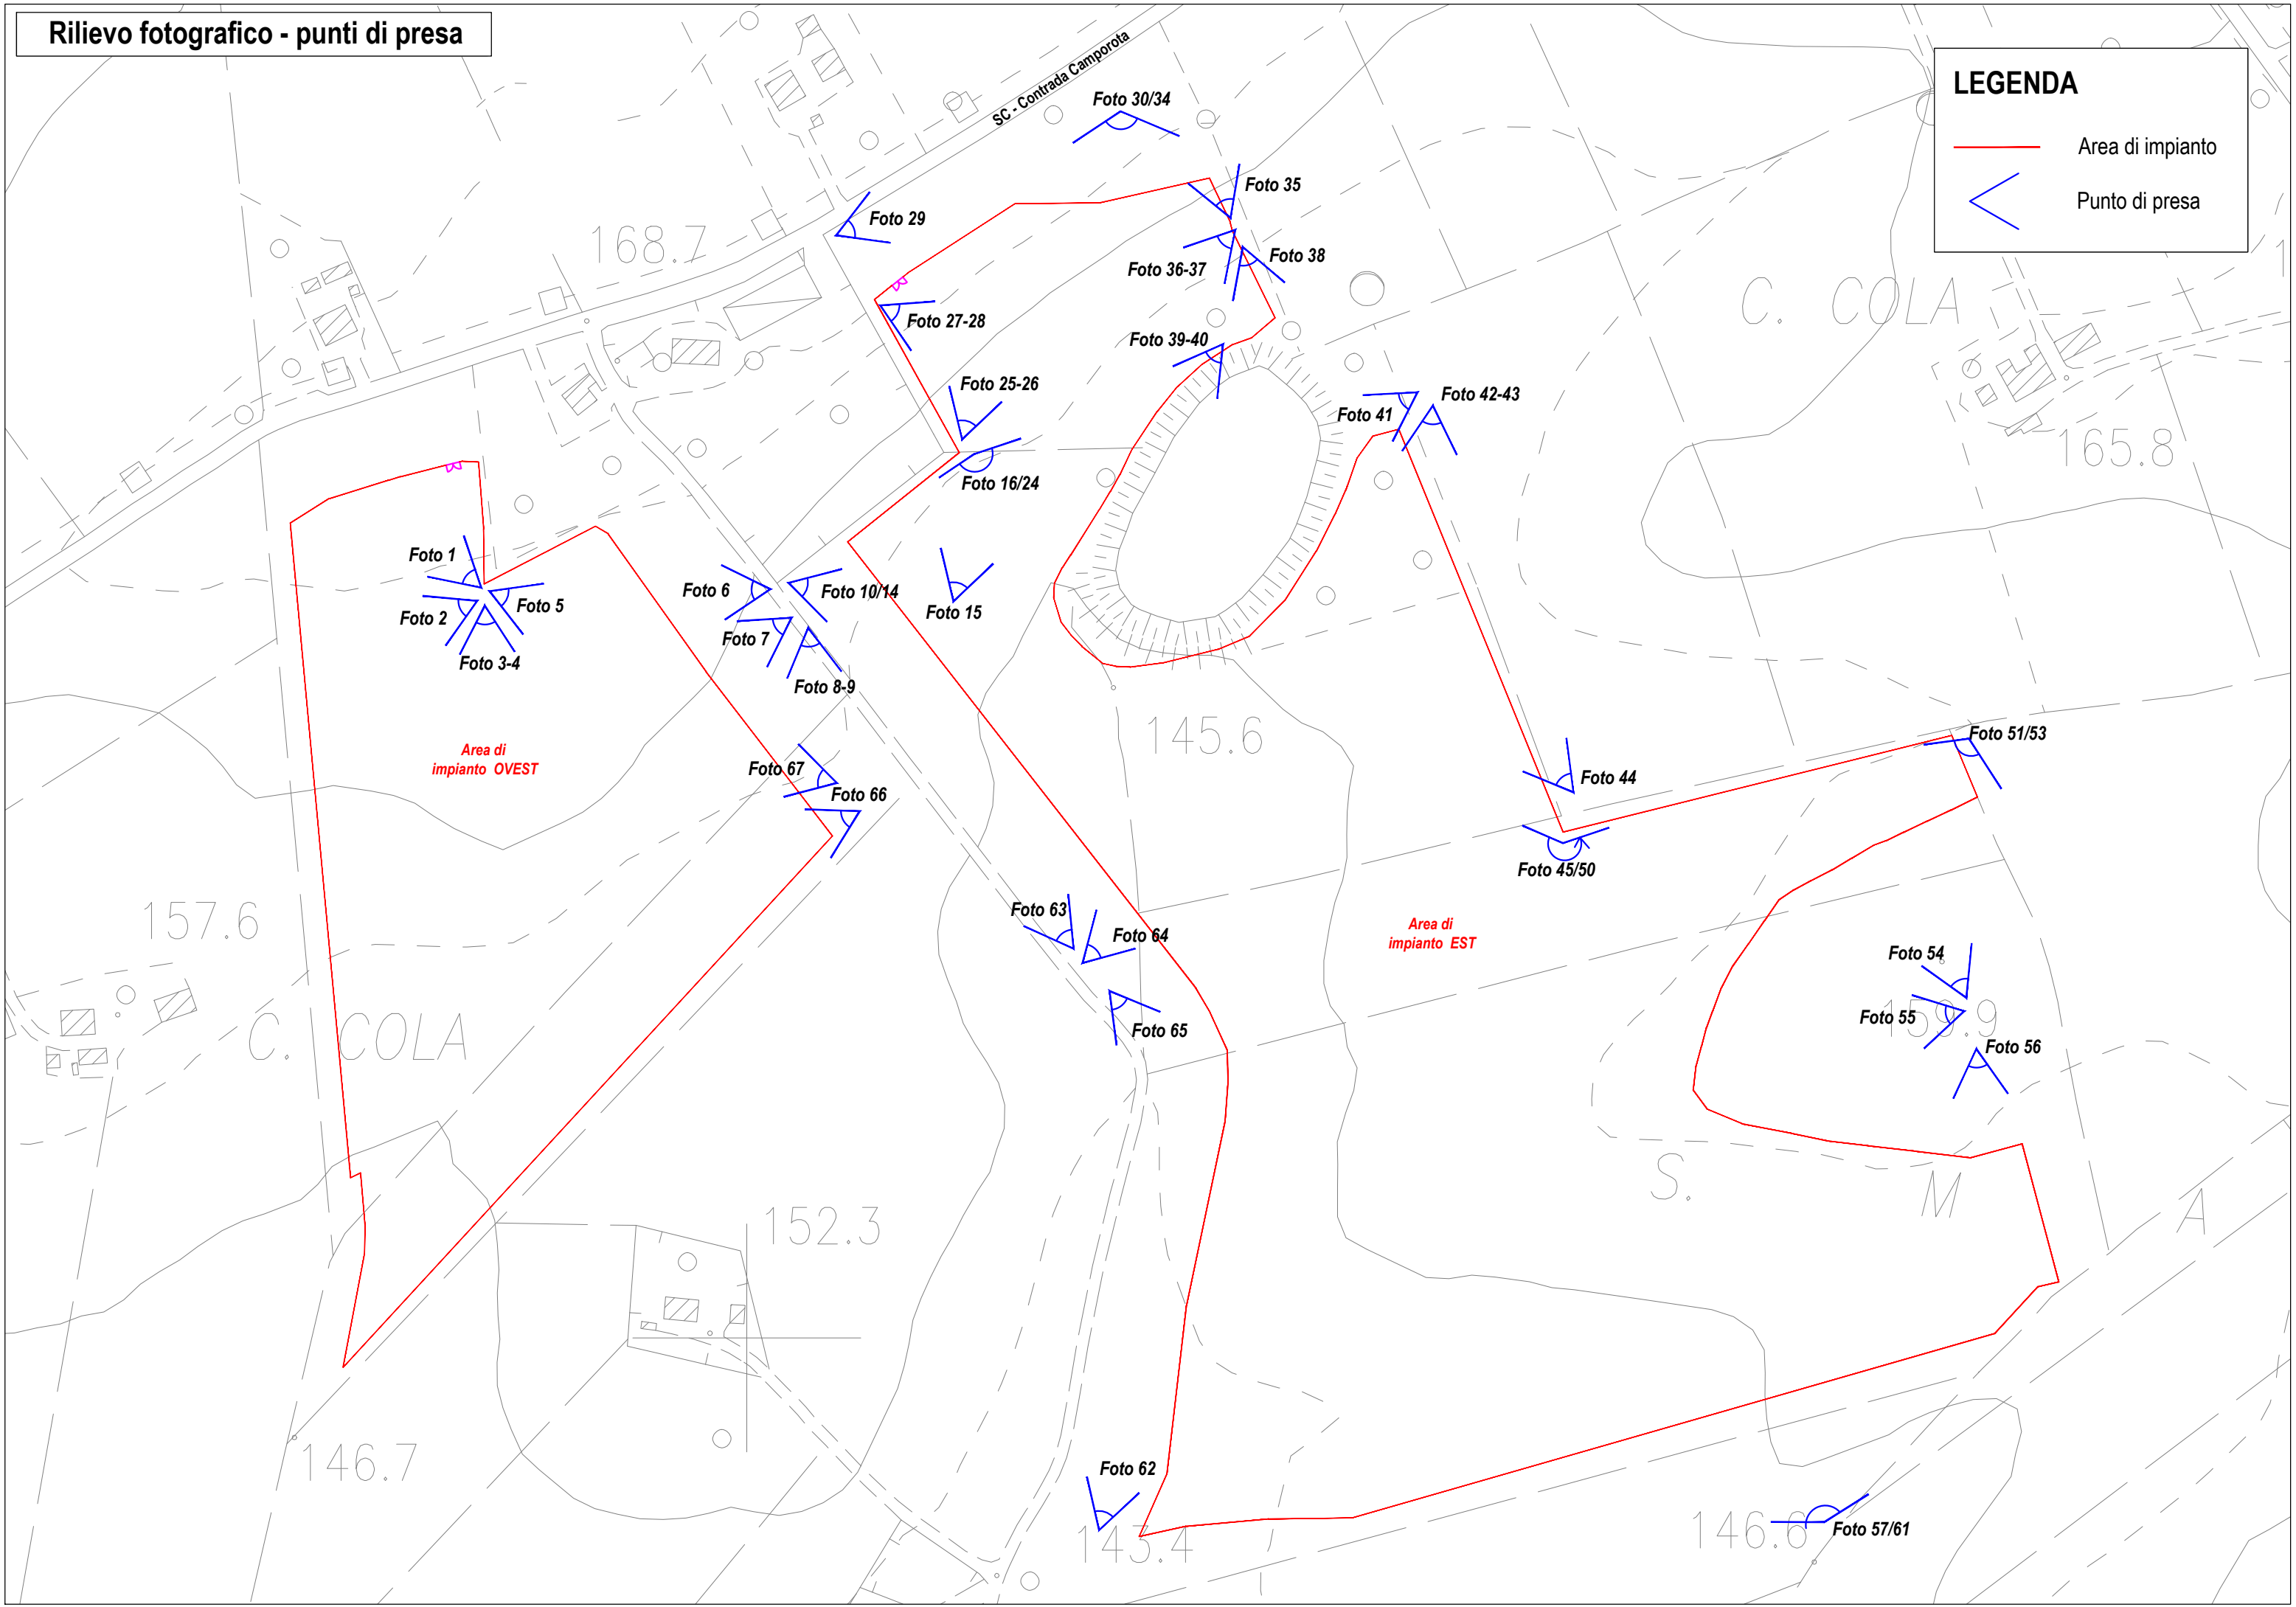 Rilievo fotografico - punti di presa
SC - Contrada Camporota
LEGENDA
Area di impianto
Punto di presa
Foto 30/34
Foto 35
Foto 29
168.7
Foto 36-37
Foto 38
C. COLA
Foto 27-28
Foto 39-40
Foto 25-26
Foto 41
Foto 42-43
165.8
Foto 16/24
Foto 1
Foto 2
Foto 5
Foto 3-4
Foto 6
Foto 10/14
Foto 15
Foto 7
Foto 8-9
145.6
Foto 51/53
Area di
impianto OVEST
Foto 67
Foto 66
Foto 44
Foto 45/50
157.6
Foto 63
Foto 64
Area di
impianto EST
Foto 54
159.9
Foto 55
C. COLA
Foto 65
Foto 56
S. M A
152.3
146.7
Foto 62
143.4
146.6
Foto 57/61